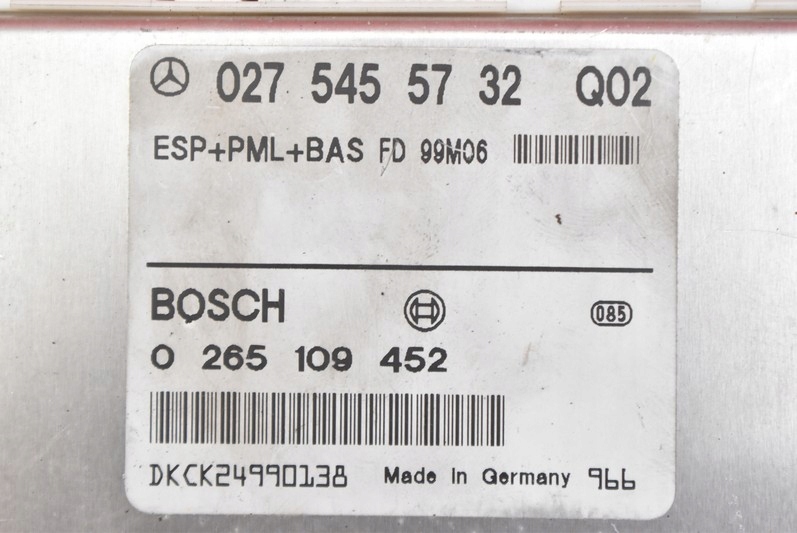 027 545 57 32 Q02
ESP+PML+BAS FD 99M06
BOSCH
085
0 265 109 452
DKCK24990138 Made in Germany 966